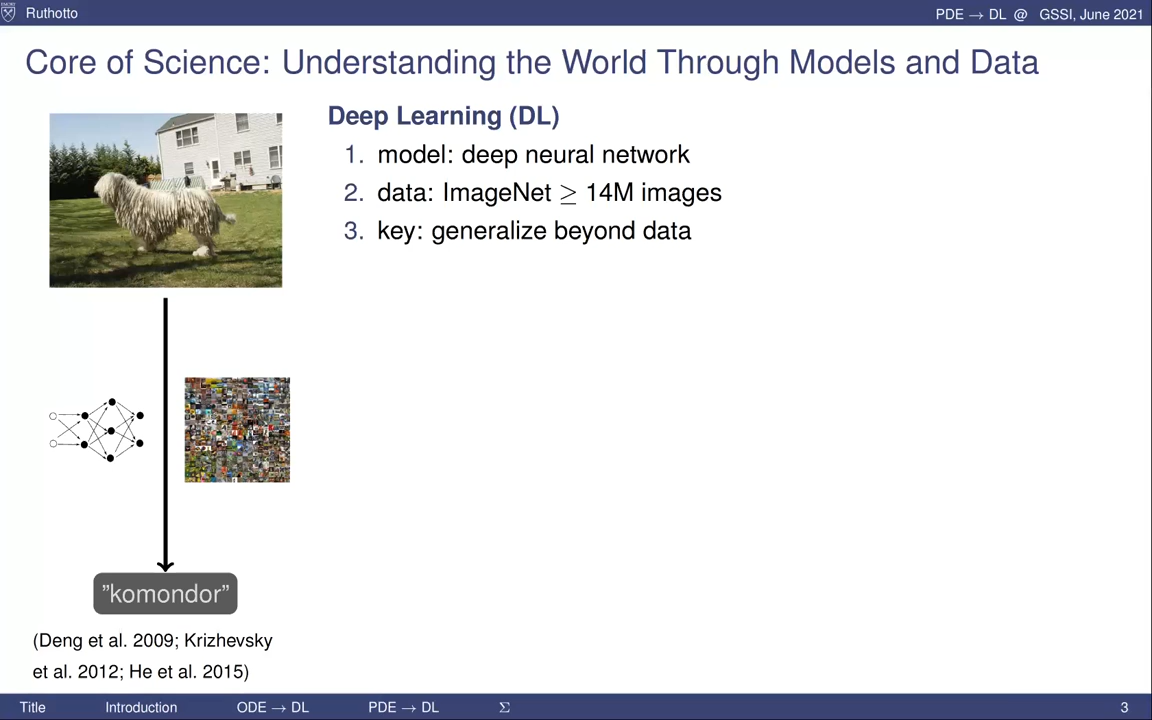 Ruthotto
PDE → DL @ GSSI, June 2021
Core of Science: Understanding the World Through Models and Data
Deep Learning (DL)
1. model: deep neural network
2. data: ImageNet ≥ 14M images
3. key: generalize beyond data
”komondor”
(Deng et al. 2009; Krizhevsky
et al. 2012; He et al. 2015)
Title Introduction ODE → DL PDE → DL Σ 3